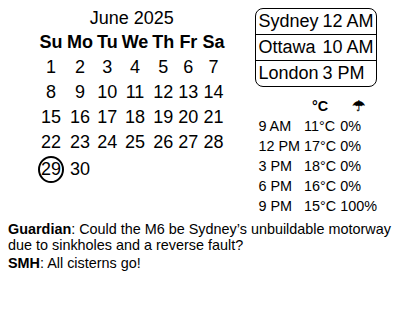 June 2025
Su Mo Tu We Th Fr Sa
1 2 3 4 5 6 7
8 9 10 11 12 13 14
15 16 17 18 19 20 21
22 23 24 25 26 27 28
29 30
Sydney 12 AM
Ottawa 10 AM
London 3 PM
°C ☂
9 AM 11°C 0%
12 PM 17°C 0%
3 PM 18°C 0%
6 PM 16°C 0%
9 PM 15°C 100%
Guardian: Could the M6 be Sydney’s unbuildable motorway
due to sinkholes and a reverse fault?
SMH: All cisterns go!